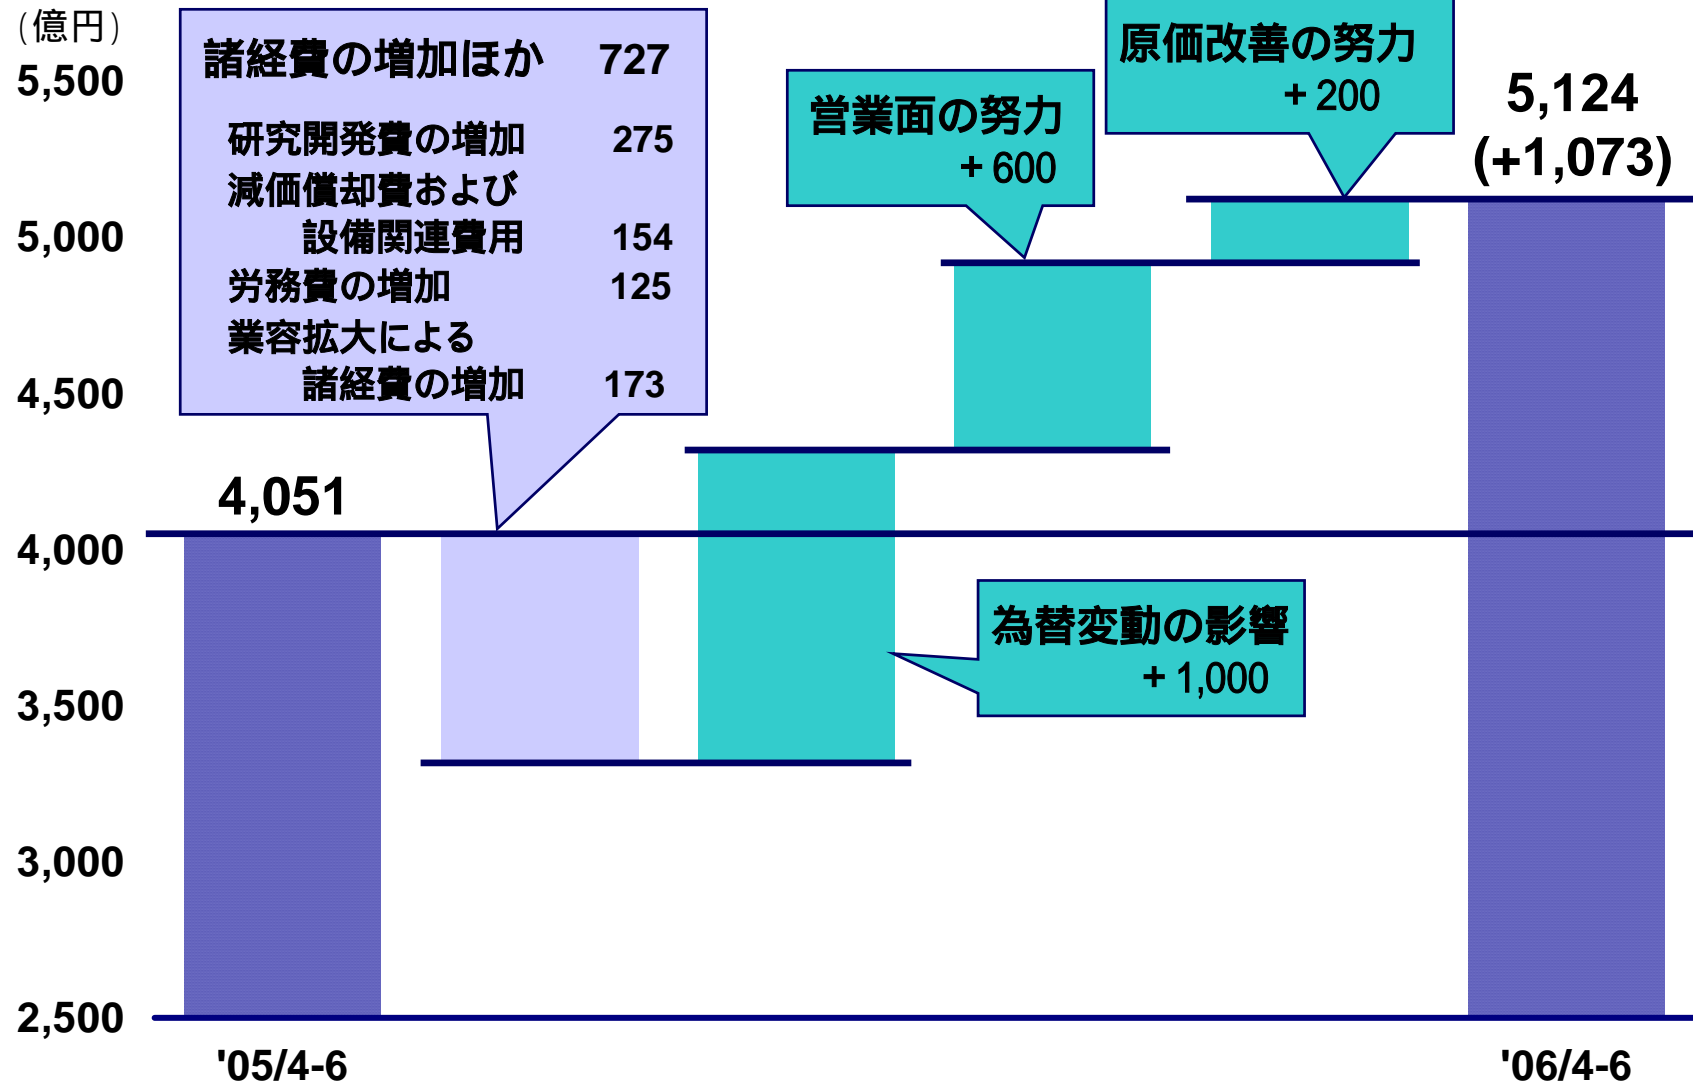 (億円)
5,500
5,000
4,500
4,000
3,500
3,000
2,500
諸経費の増加ほか 727
研究開発費の増加 275
減価償却費および
設備関連費用 154
労務費の増加 125
業容拡大による
諸経費の増加 173
4,051
営業面の努力
+ 600
原価改善の努力
+ 200
為替変動の影響
+ 1,000
5,124
(+1,073)
'05/4-6
'06/4-6